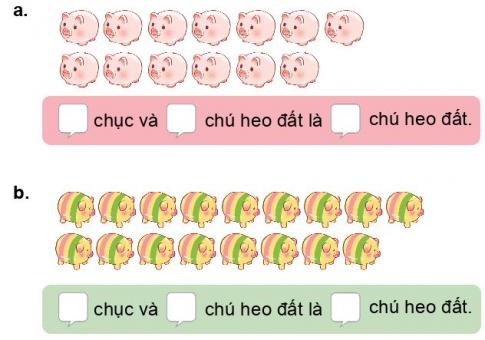 a.
chục và chú heo đất là chú heo đất.
b.
chục và chú heo đất là chú heo đất.